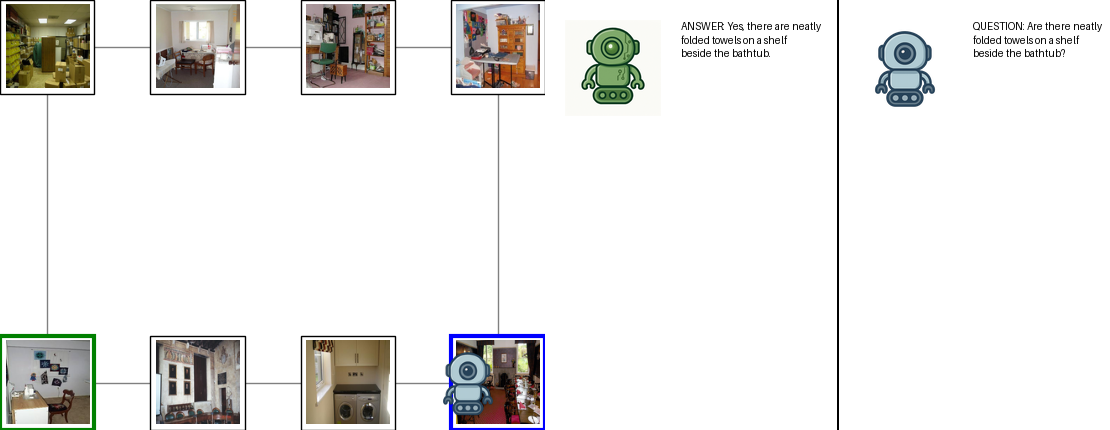 ANSWER: Yes, there are neatly
folded towels on a shelf
beside the bathtub.
QUESTION: Are there neatly
folded towels on a shelf
beside the bathtub?